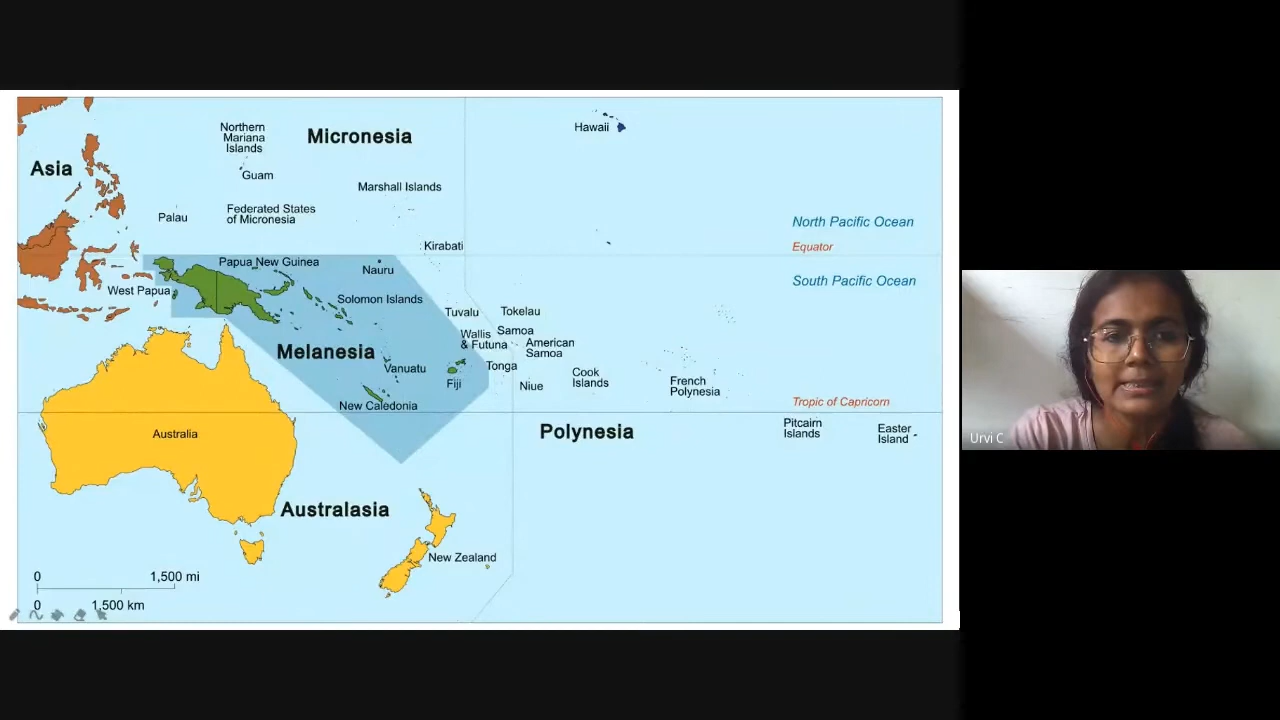 Northern
Mariana
Islands
Micronesia
Hawaii
Asia
Guam
Marshall Islands
Palau
Federated States
of Micronesia
North Pacific Ocean
Kirabati
Equator
Papua New Guinea
Nauru
South Pacific Ocean
West Papua
Solomon Islands
Tuvalu
Tokelau
Wallis
& Futuna
Samoa
American
Samoa
Melanesia
Vanuatu
Tonga
Fiji
Niue
Cook
Islands
French
Polynesia
New Caledonia
Tropic of Capricorn
Australia
Polynesia
Pitcairn
Islands
Easter
Island
Urvi C
Australasia
New Zealand
0 1,500 mi
0 1,500 km